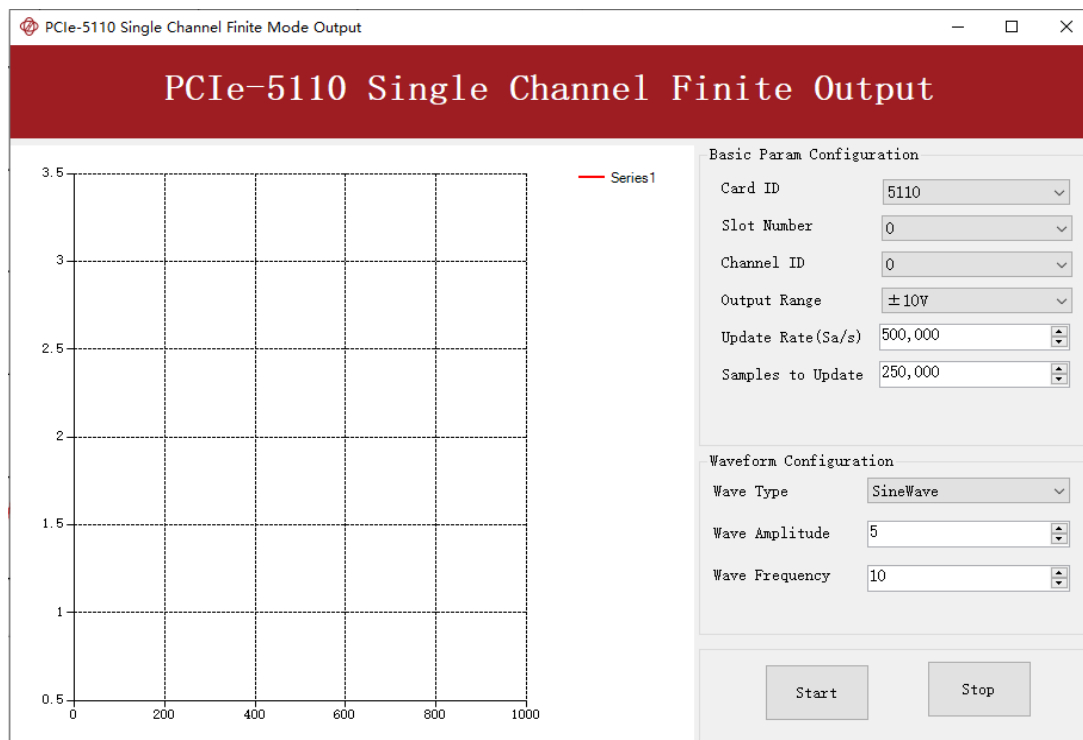 PCIe-5110 Single Channel Finite Mode Output
PCIe-5110 Single Channel Finite Output
3.5
3
2.5
2
1.5
1
0.5
0 200 400 600 800 1000
Series1
Basic Param Configuration
Card ID 5110
Slot Number 0
Channel ID 0
Output Range ±10V
Update Rate(Sa/s) 500,000
Samples to Update 250,000
Waveform Configuration
Wave Type SineWave
Wave Amplitude 5
Wave Frequency 10
Start Stop